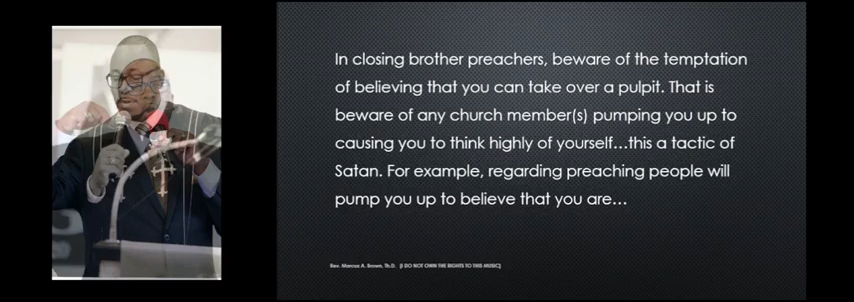 In closing brother preachers, beware of the temptation
of believing that you can take over a pulpit. That is
beware of any church member(s) pumping you up to
causing you to think highly of yourself…this a tactic of
Satan. For example, regarding preaching people will
pump you up to believe that you are…
Rev. Marcus A. Brown, Th.D. [I DO NOT OWN THE RIGHTS TO THIS MUSIC]